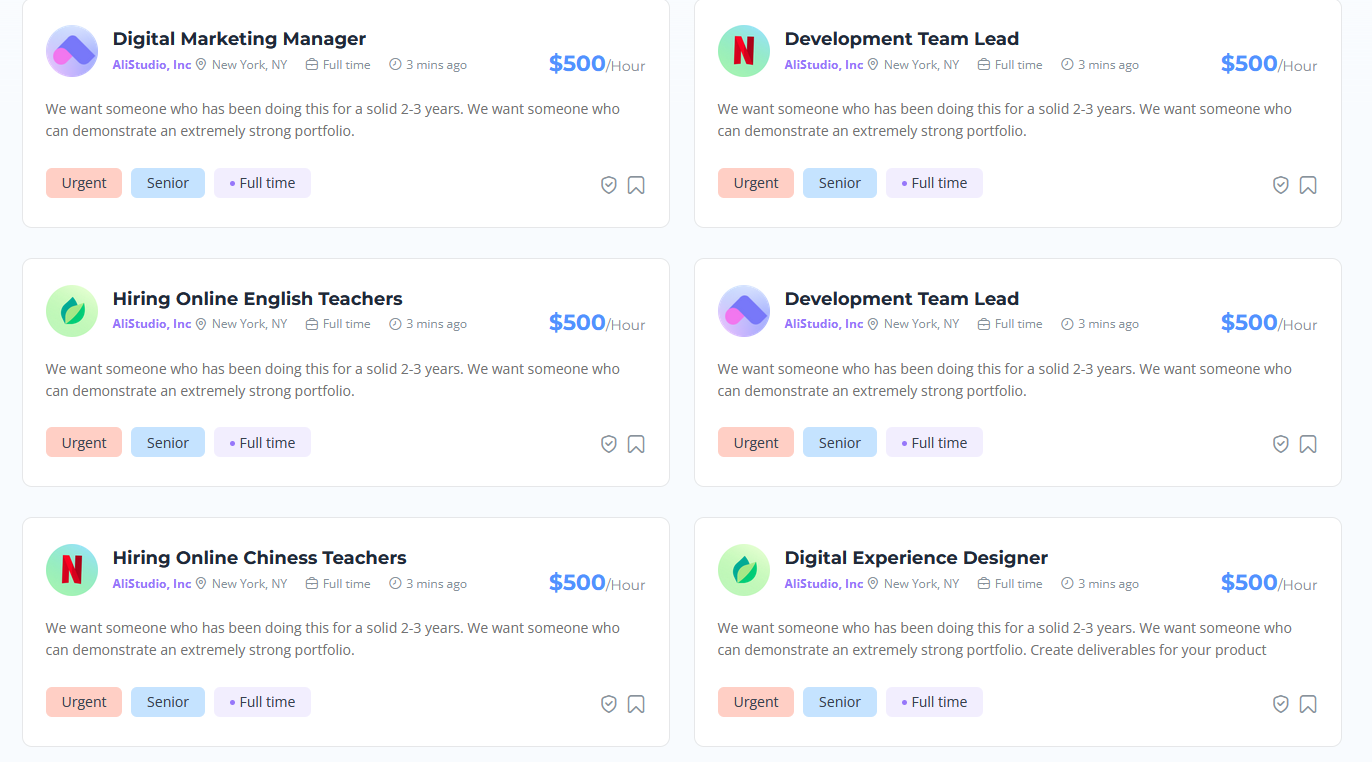 Digital Marketing Manager
AliStudio, Inc New York, NY Full time 3 mins ago $500/Hour
We want someone who has been doing this for a solid 2-3 years. We want someone who
can demonstrate an extremely strong portfolio.
Urgent Senior • Full time
Development Team Lead
AliStudio, Inc New York, NY Full time 3 mins ago $500/Hour
We want someone who has been doing this for a solid 2-3 years. We want someone who
can demonstrate an extremely strong portfolio.
Urgent Senior • Full time
Hiring Online English Teachers
AliStudio, Inc New York, NY Full time 3 mins ago $500/Hour
We want someone who has been doing this for a solid 2-3 years. We want someone who
can demonstrate an extremely strong portfolio.
Urgent Senior • Full time
Development Team Lead
AliStudio, Inc New York, NY Full time 3 mins ago $500/Hour
We want someone who has been doing this for a solid 2-3 years. We want someone who
can demonstrate an extremely strong portfolio.
Urgent Senior • Full time
Hiring Online Chiness Teachers
AliStudio, Inc New York, NY Full time 3 mins ago $500/Hour
We want someone who has been doing this for a solid 2-3 years. We want someone who
can demonstrate an extremely strong portfolio.
Urgent Senior • Full time
Digital Experience Designer
AliStudio, Inc New York, NY Full time 3 mins ago $500/Hour
We want someone who has been doing this for a solid 2-3 years. We want someone who
can demonstrate an extremely strong portfolio. Create deliverables for your product
Urgent Senior • Full time